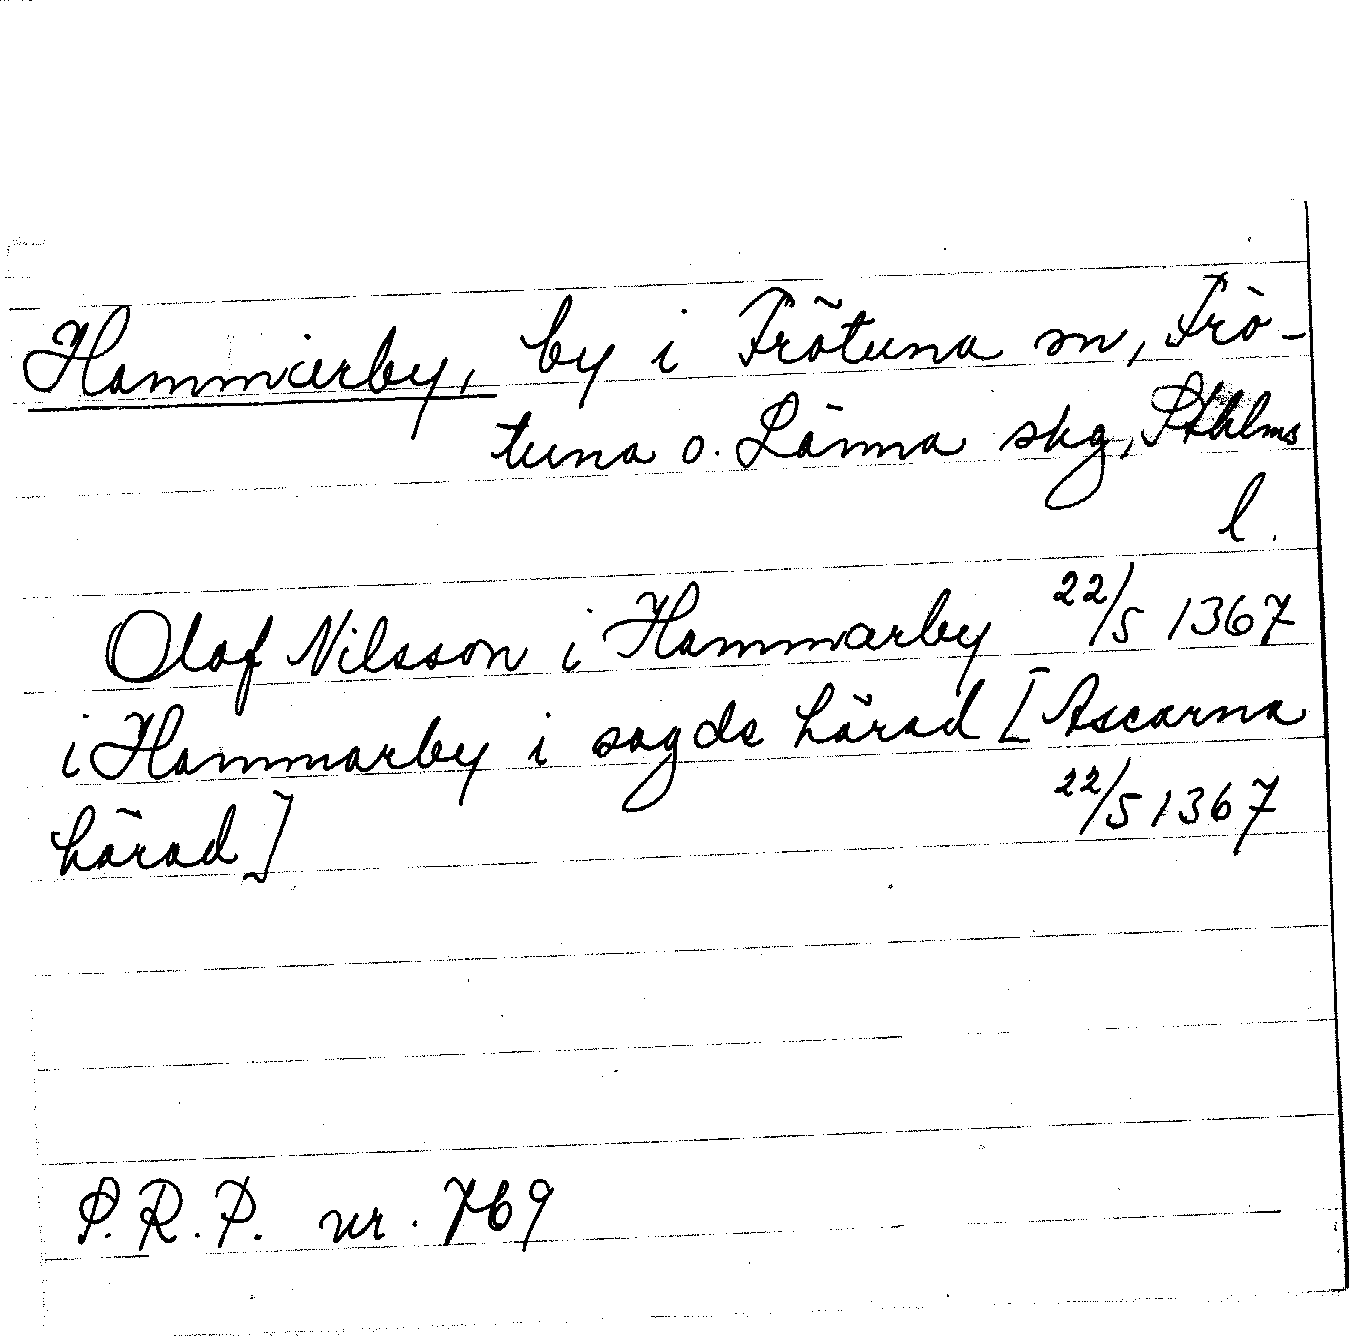 Hammarby, by i Frötuna sn, Frö-
tuna o. Länna skg, Sthlms
l.
Olof Nilsson i Hammarby 22/5 1367
i Hammarby i sagde härad [Ascarna
härad] 22/5 1367
S.R.P. nr. 769